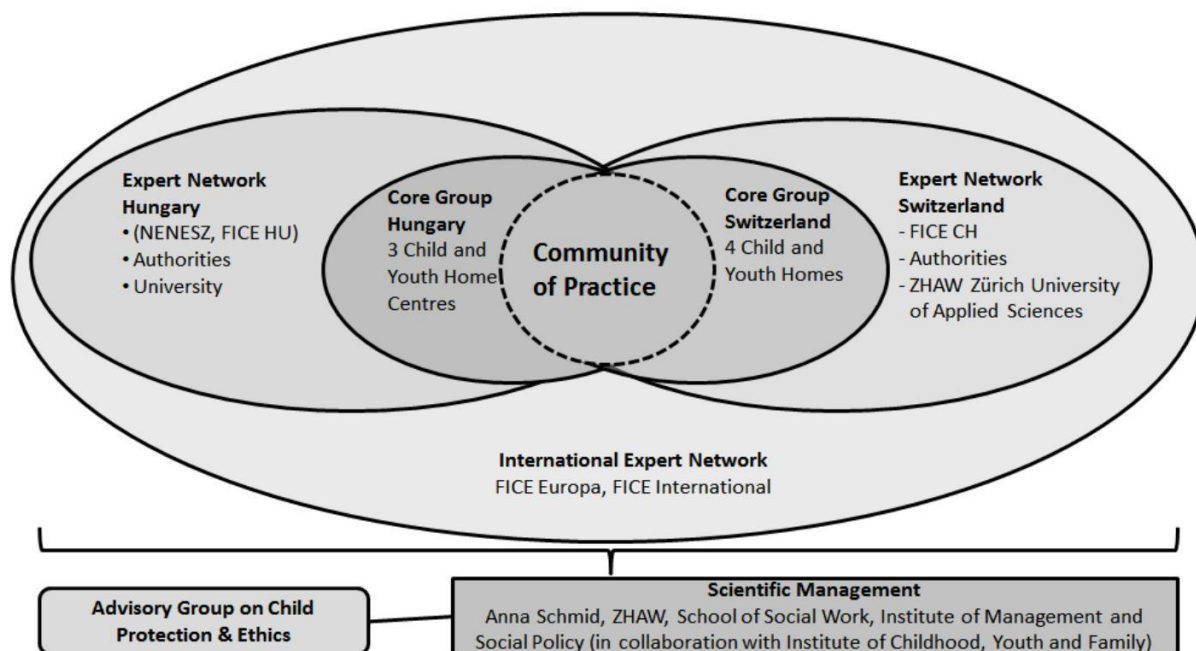 Expert Network
Hungary
• (NENESZ, FICE HU)
• Authorities
• University
Core Group
Hungary
3 Child and
Youth Home
Centres
Community
of Practice
Core Group
Switzerland
4 Child and
Youth Homes
Expert Network
Switzerland
- FICE CH
- Authorities
- ZHAW Zürich University
of Applied Sciences
International Expert Network
FICE Europa, FICE International
Advisory Group on Child
Protection & Ethics
Scientific Management
Anna Schmid, ZHAW, School of Social Work, Institute of Management and
Social Policy (in collaboration with Institute of Childhood, Youth and Family)